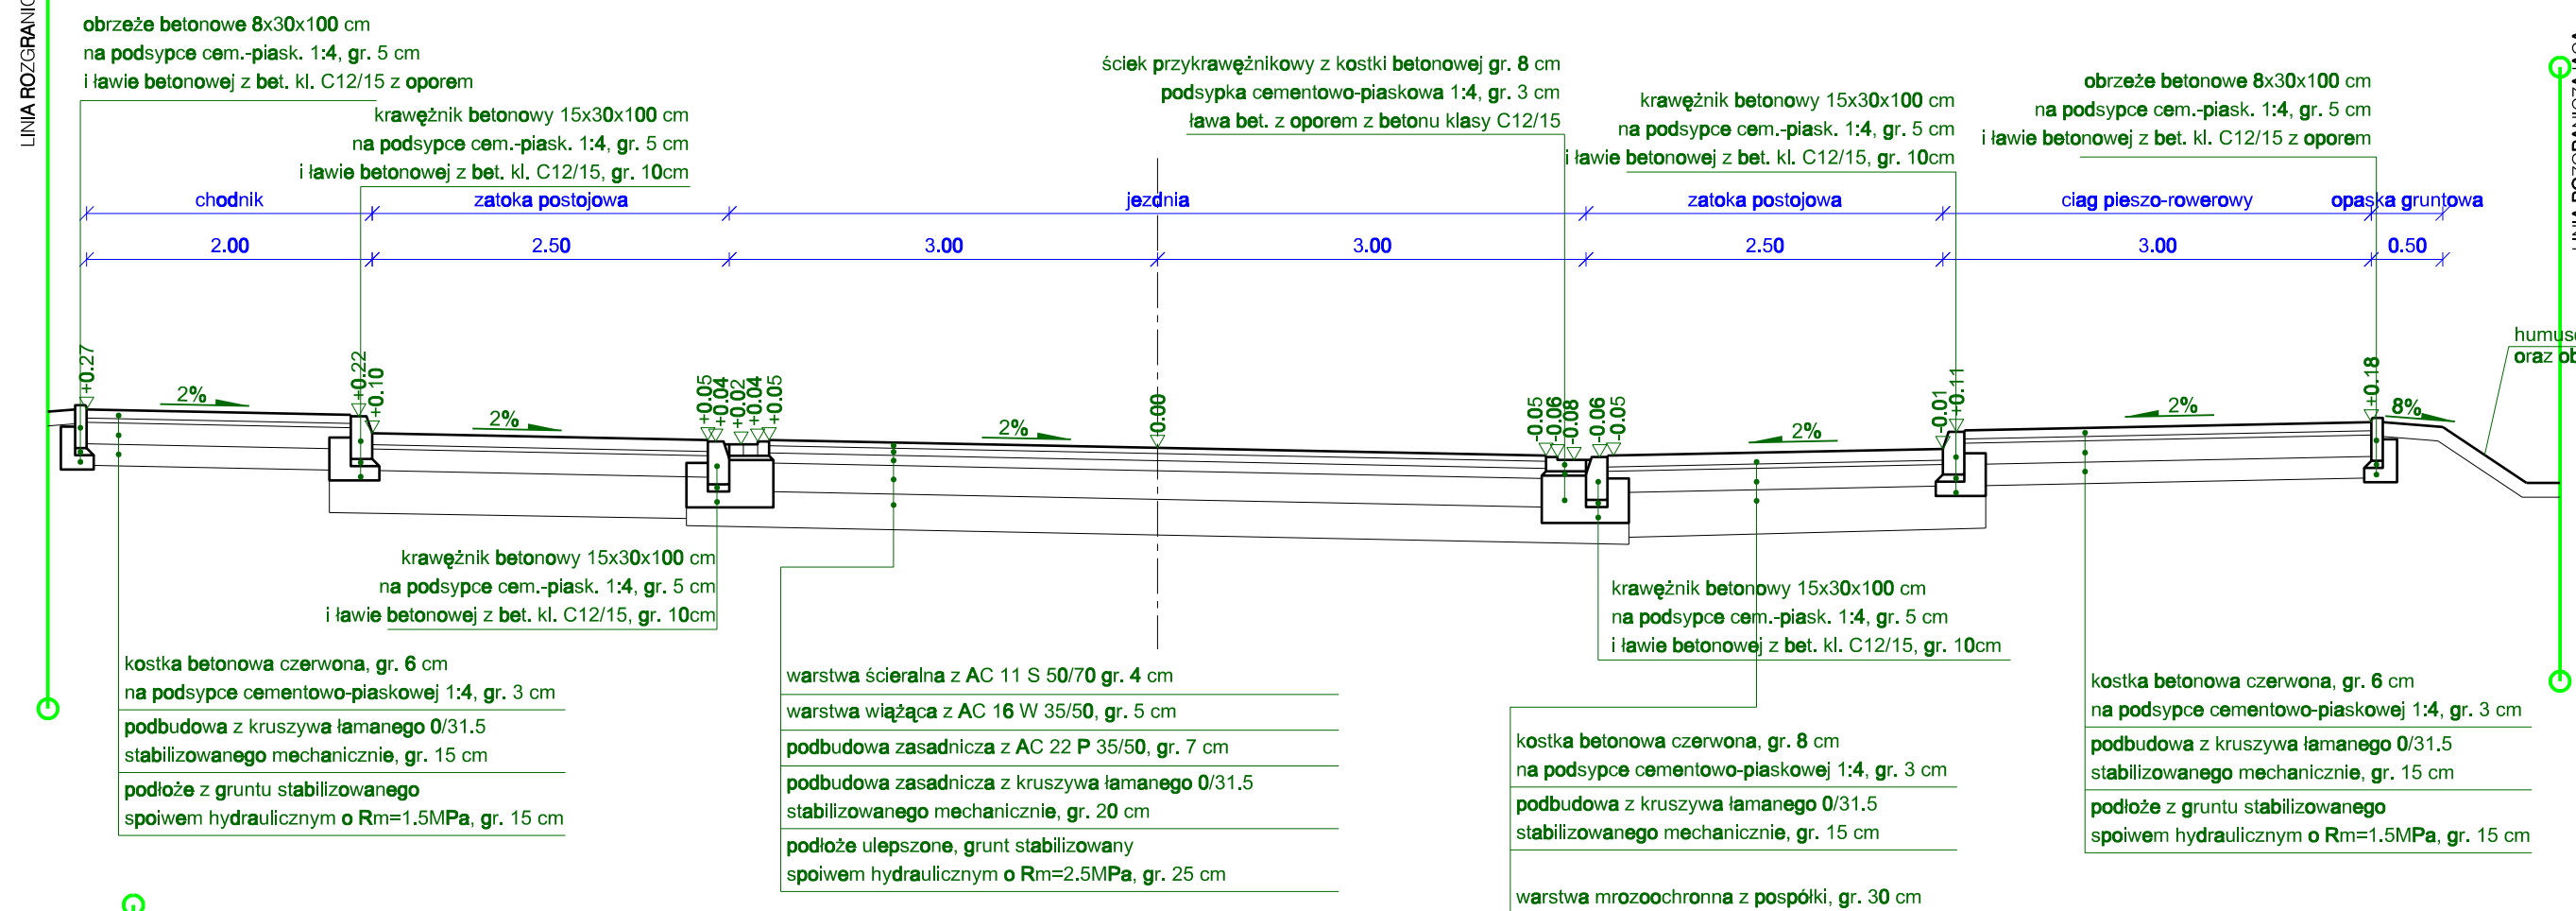 LINIA ROZGRANIC
obrzeże betonowe 8x30x100 cm
na podsypce cem.-piask. 1:4, gr. 5 cm
i ławie betonowej z bet. kl. C12/15 z oporem
krawężnik betonowy 15x30x100 cm
na podsypce cem.-piask. 1:4, gr. 5 cm
i ławie betonowej z bet. kl. C12/15, gr. 10cm
ściek przykrawężnikowy z kostki betonowej gr. 8 cm
podsypka cementowo-piaskowa 1:4, gr. 3 cm
ława bet. z oporem z betonu klasy C12/15
krawężnik betonowy 15x30x100 cm
na podsypce cem.-piask. 1:4, gr. 5 cm
i ławie betonowej z bet. kl. C12/15, gr. 10cm
obrzeże betonowe 8x30x100 cm
na podsypce cem.-piask. 1:4, gr. 5 cm
i ławie betonowej z bet. kl. C12/15 z oporem
chodnik
zatoka postojowa
jezdnia
zatoka postojowa
ciag pieszo-rowerowy
opaska gruntowa
2.00
2.50
3.00
3.00
2.50
3.00
0.50
+0.27
2%
+0.22
+0.10
2%
+0.05
+0.04
+0.02
+0.04
+0.05
2%
0.00
-0.05
-0.06
-0.08
-0.06
-0.05
2%
-0.01
+0.11
2%
+0.18
8%
oraz
krawężnik betonowy 15x30x100 cm
na podsypce cem.-piask. 1:4, gr. 5 cm
i ławie betonowej z bet. kl. C12/15, gr. 10cm
krawężnik betonowy 15x30x100 cm
na podsypce cem.-piask. 1:4, gr. 5 cm
i ławie betonowej z bet. kl. C12/15, gr. 10cm
kostka betonowa czerwona, gr. 6 cm
na podsypce cementowo-piaskowej 1:4, gr. 3 cm
podbudowa z kruszywa łamanego 0/31.5
stabilizowanego mechanicznie, gr. 15 cm
podłoże z gruntu stabilizowanego
spoiwem hydraulicznym o Rm=1.5MPa, gr. 15 cm
warstwa ścieralna z AC 11 S 50/70 gr. 4 cm
warstwa wiążąca z AC 16 W 35/50, gr. 5 cm
podbudowa zasadnicza z AC 22 P 35/50, gr. 7 cm
podbudowa zasadnicza z kruszywa łamanego 0/31.5
stabilizowanego mechanicznie, gr. 20 cm
podłoże ulepszone, grunt stabilizowany
spoiwem hydraulicznym o Rm=2.5MPa, gr. 25 cm
kostka betonowa czerwona, gr. 8 cm
na podsypce cementowo-piaskowej 1:4, gr. 3 cm
podbudowa z kruszywa łamanego 0/31.5
stabilizowanego mechanicznie, gr. 15 cm
warstwa mrozoochronna z pospółki, gr. 30 cm
kostka betonowa czerwona, gr. 6 cm
na podsypce cementowo-piaskowej 1:4, gr. 3 cm
podbudowa z kruszywa łamanego 0/31.5
stabilizowanego mechanicznie, gr. 15 cm
podłoże z gruntu stabilizowanego
spoiwem hydraulicznym o Rm=1.5MPa, gr. 15 cm